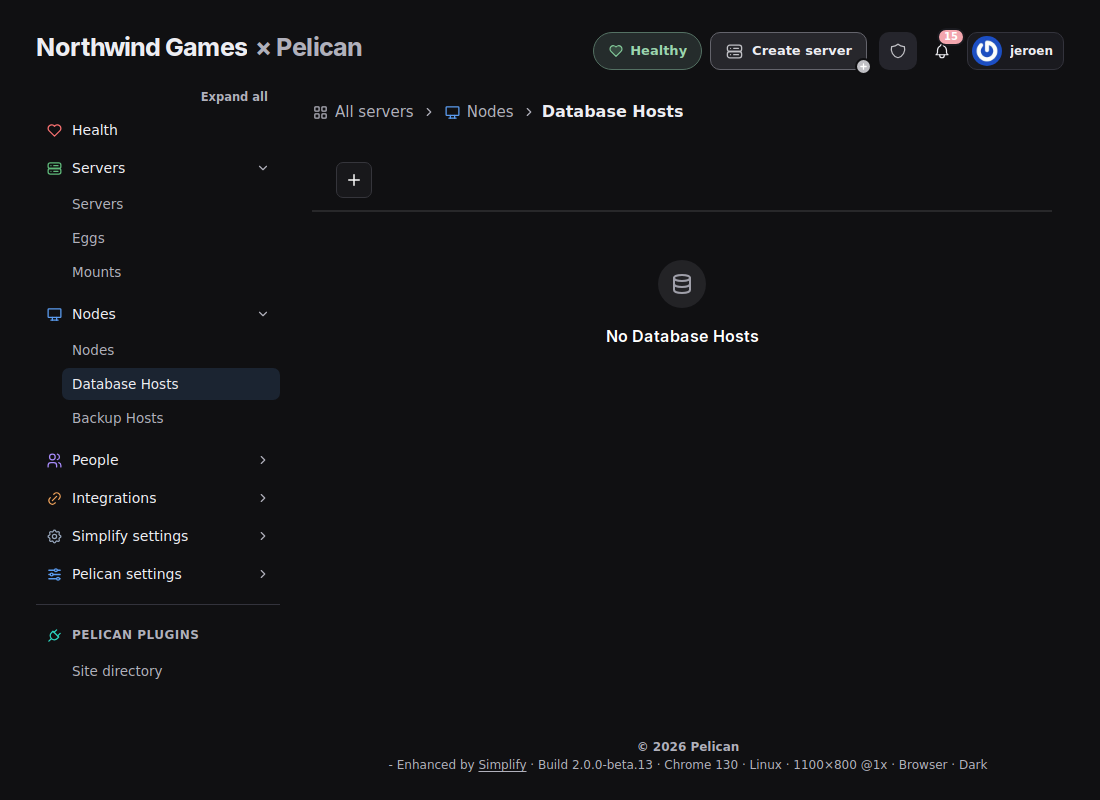 Northwind Games × Pelican
Healthy
Create server
15
jeroen
Expand all
Health
Servers
Servers
Eggs
Mounts
Nodes
Nodes
Database Hosts
Backup Hosts
People
Integrations
Simplify settings
Pelican settings
PELICAN PLUGINS
Site directory
All servers > Nodes > Database Hosts
No Database Hosts
© 2026 Pelican
- Enhanced by Simplify · Build 2.0.0-beta.13 · Chrome 130 · Linux · 1100×800 @1x · Browser · Dark